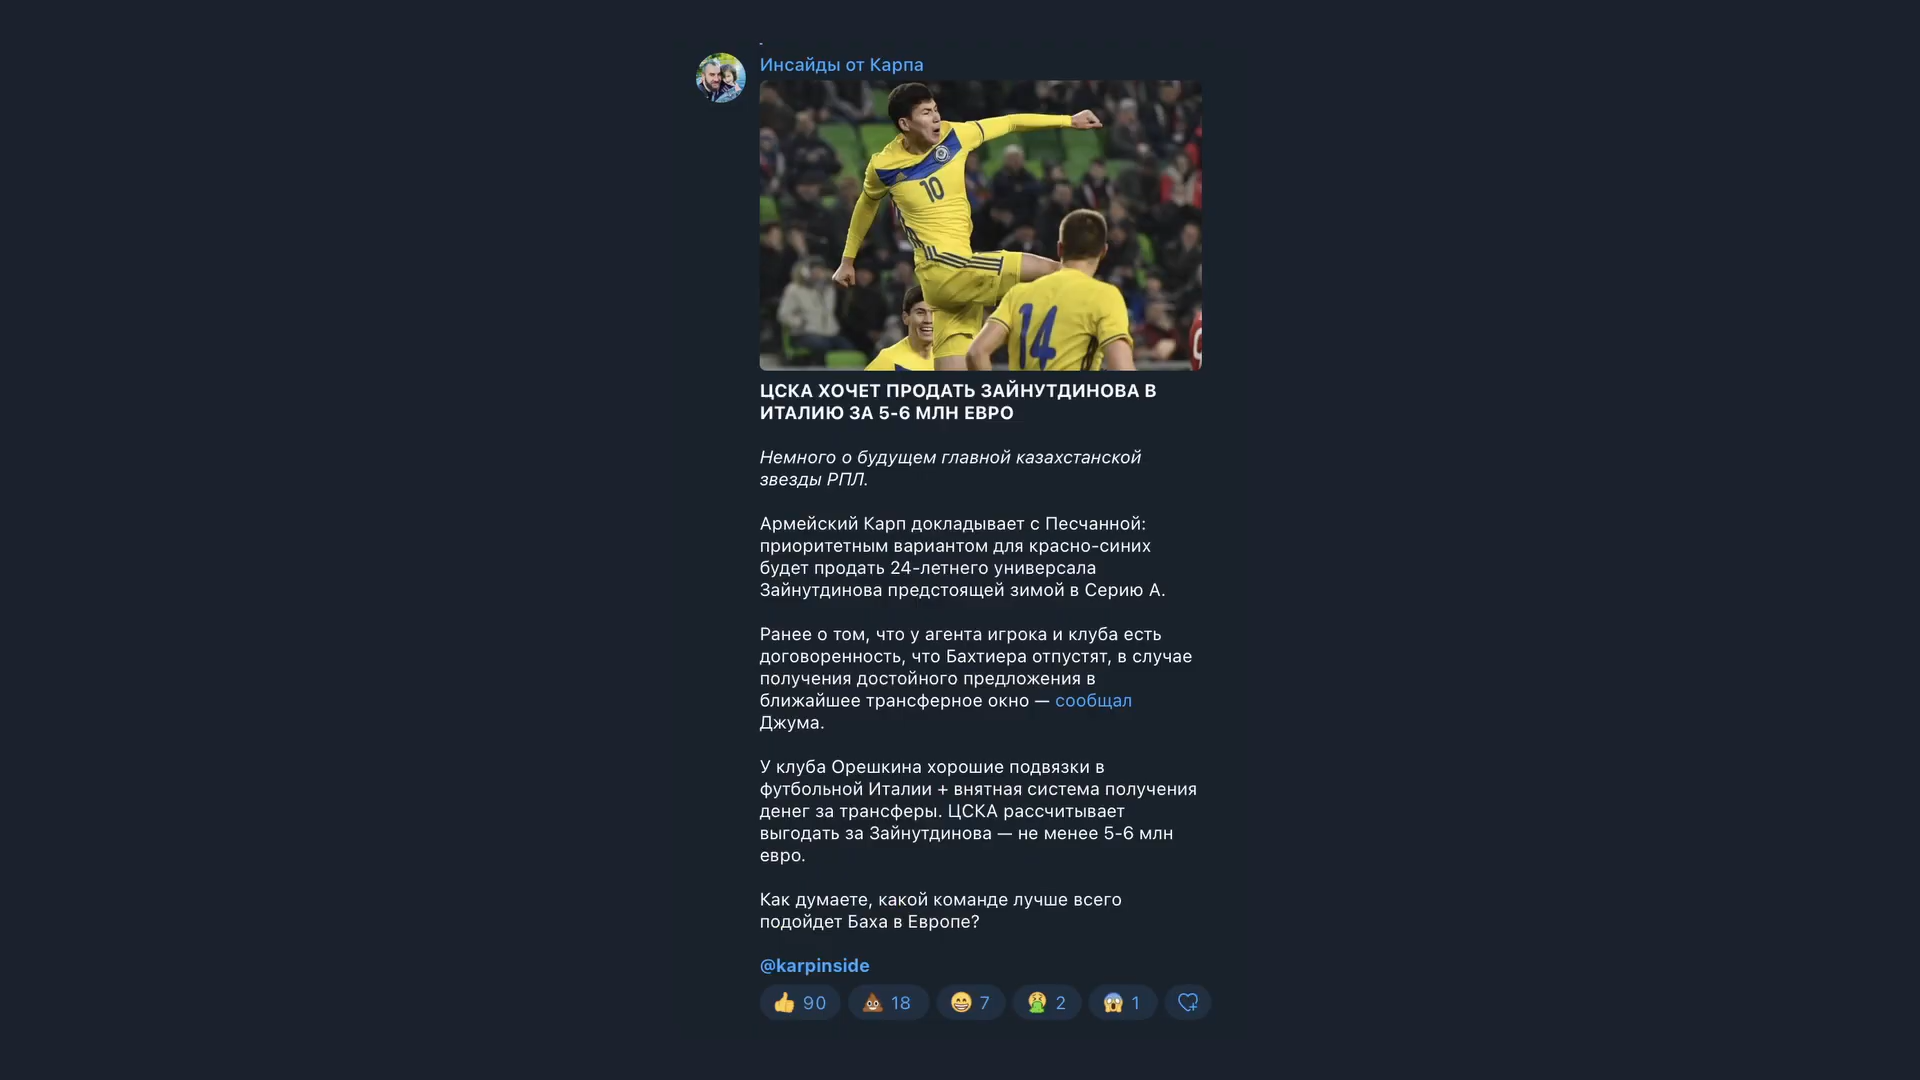 Инсайды от Карпа
10
14
ЦСКА ХОЧЕТ ПРОДАТЬ ЗАЙНУТДИНОВА В
ИТАЛИЮ ЗА 5-6 МЛН ЕВРО
Немного о будущем главной казахстанской
звезды РПЛ.
Армейский Карп докладывает с Песчанной:
приоритетным вариантом для красно-синих
будет продать 24-летнего универсала
Зайнутдинова предстоящей зимой в Серию А.
Ранее о том, что у агента игрока и клуба есть
договоренность, что Бахтиера отпустят, в случае
получения достойного предложения в
ближайшее трансферное окно — сообщал
Джума.
У клуба Орешкина хорошие подвязки в
футбольной Италии + внятная система получения
денег за трансферы. ЦСКА рассчитывает
выгодать за Зайнутдинова — не менее 5-6 млн
евро.
Как думаете, какой команде лучше всего
подойдет Баха в Европе?
@karpinside
90 18 7 2 1